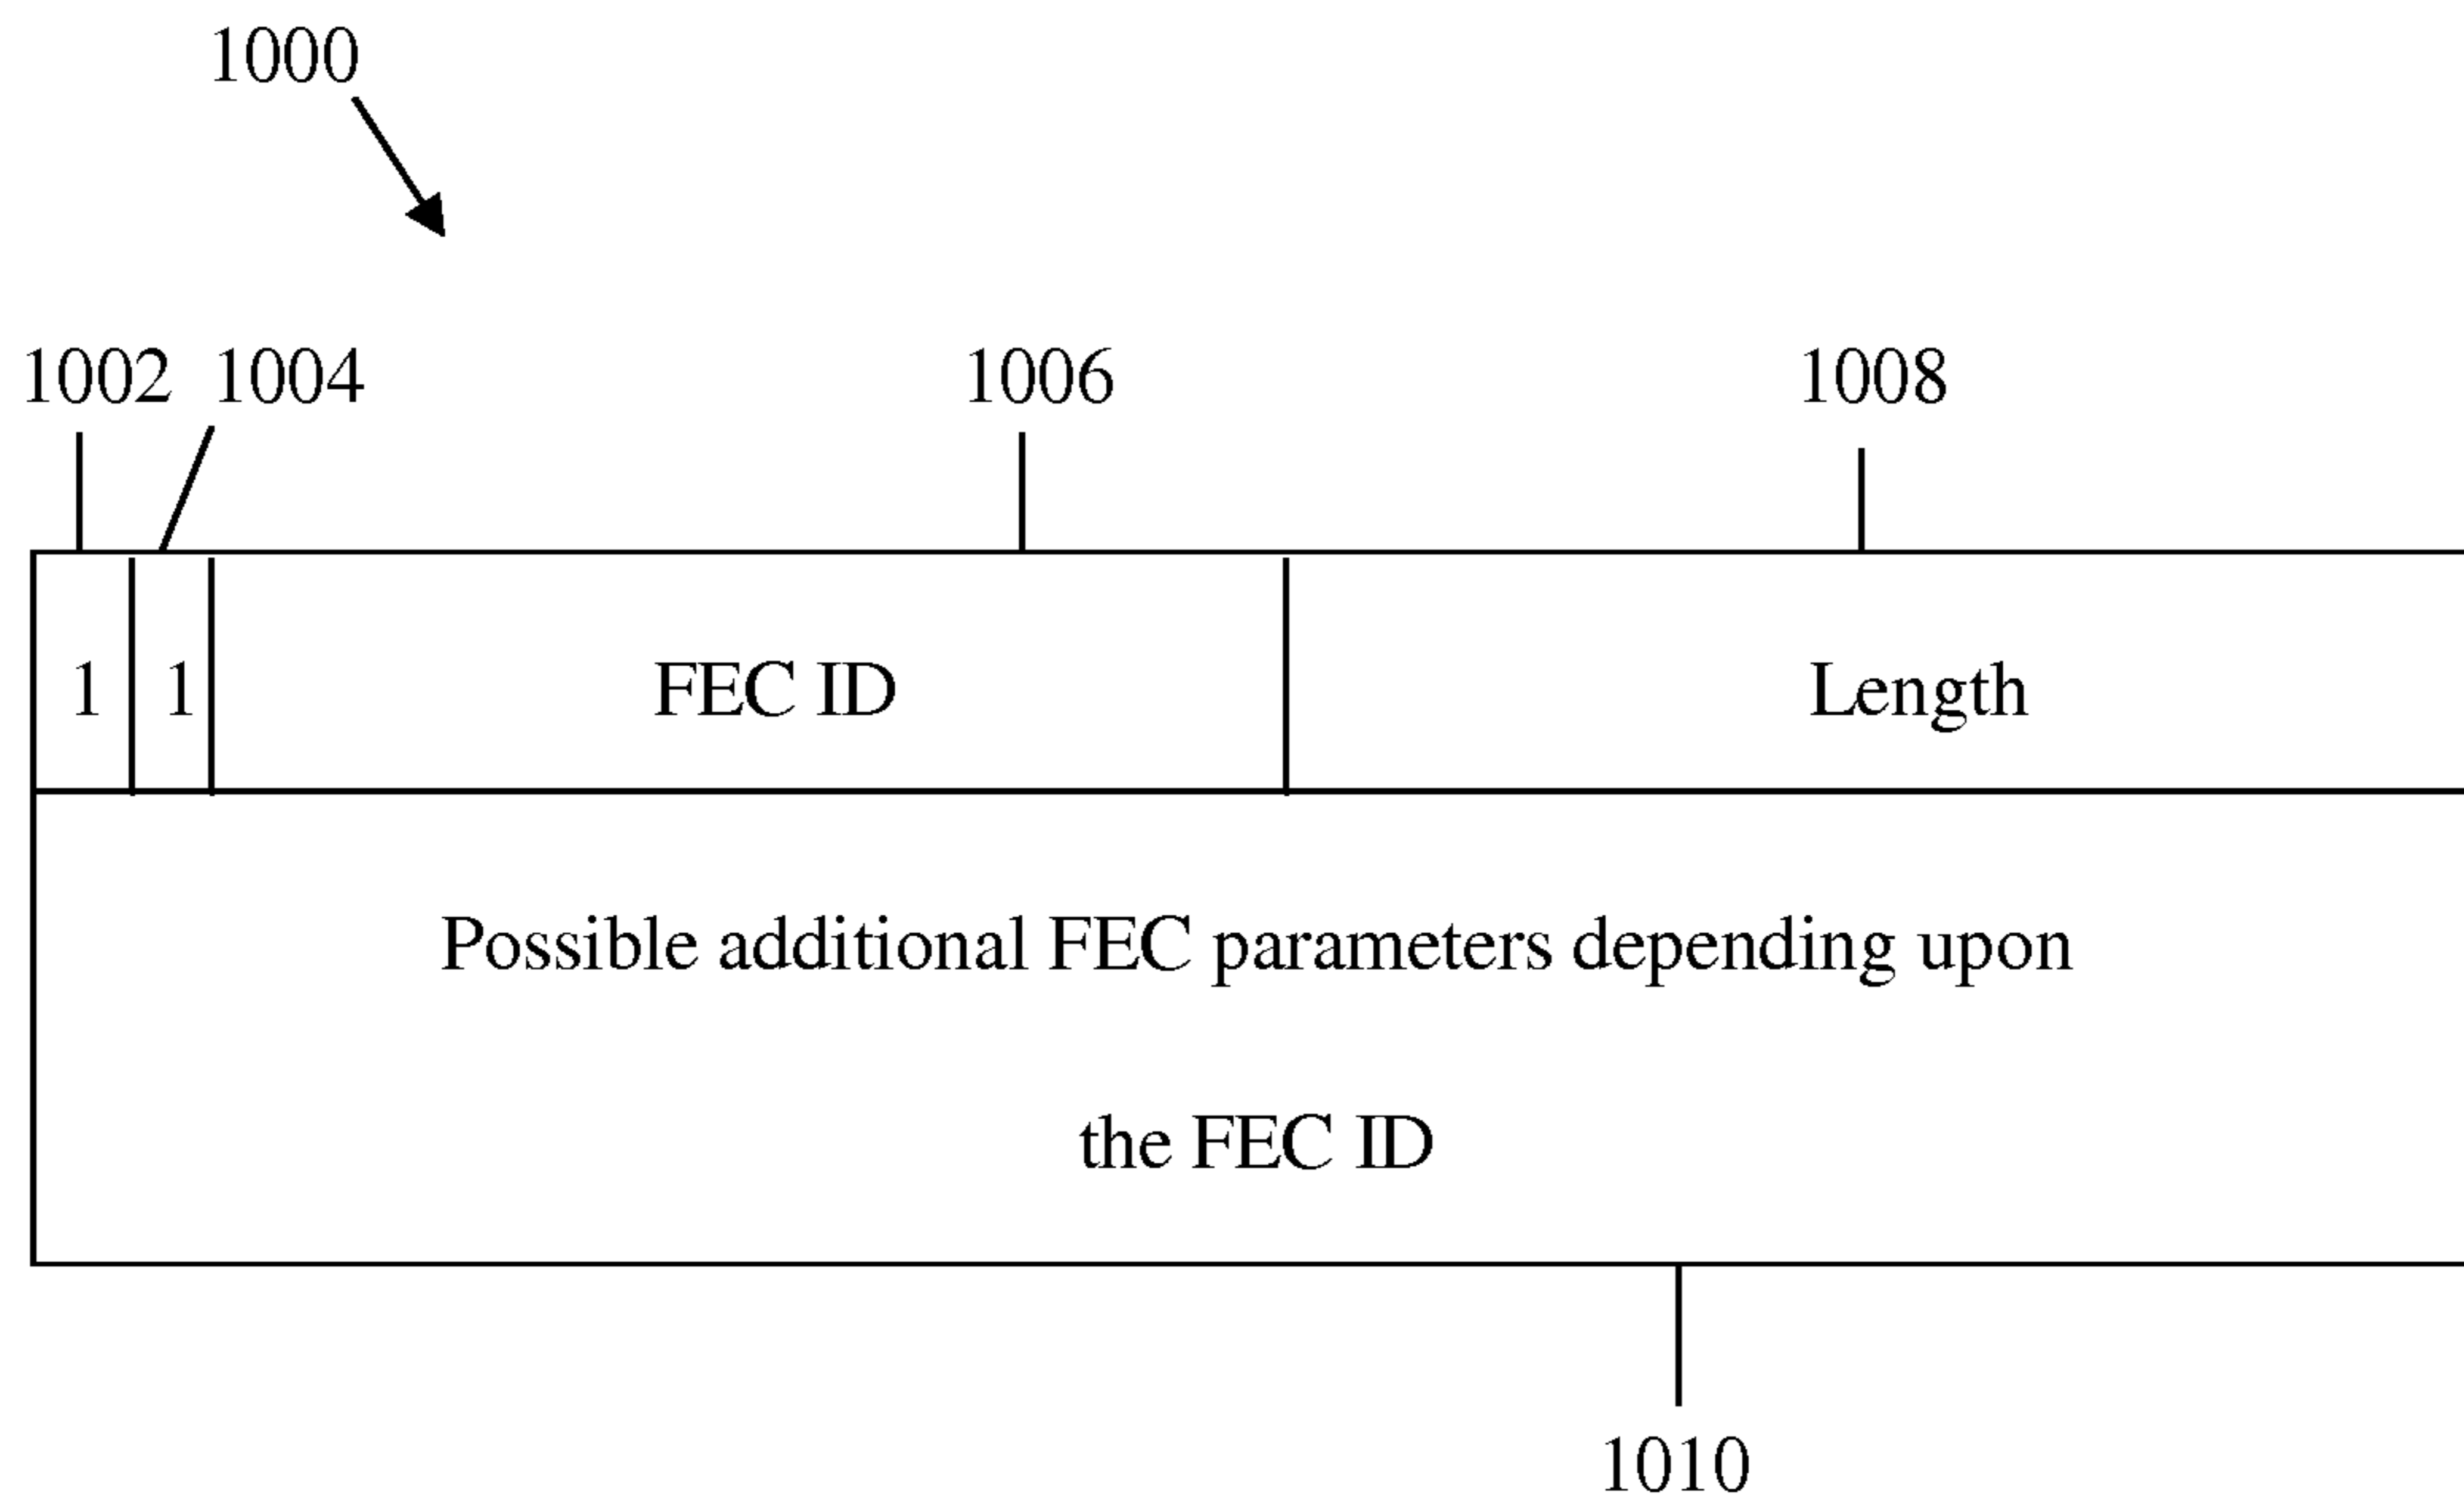 1000
1002 1004 1006 1008
1 1 FEC ID Length
Possible additional FEC parameters depending upon
the FEC ID
1010